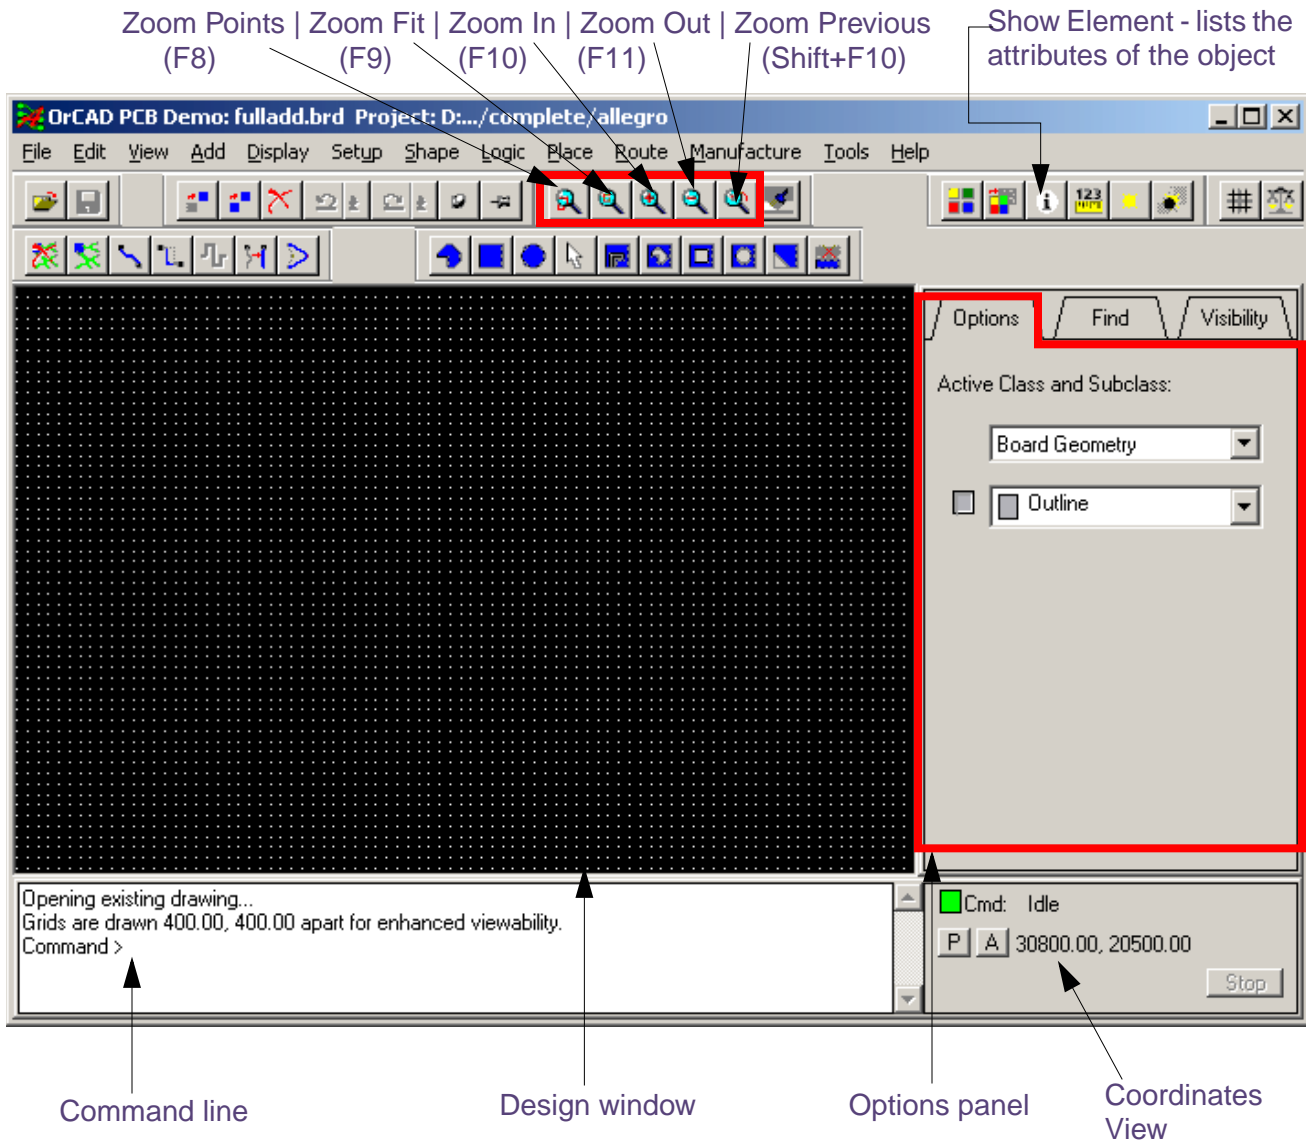 Zoom Points | Zoom Fit | Zoom In | Zoom Out | Zoom Previous
(F8) (F9) (F10) (F11) (Shift+F10)
Show Element - lists the
attributes of the object
OrCAD PCB Demo: fulladd.brd Project: D:.../complete/allegro
File Edit View Add Display Setup Shape Logic Place Route Manufacture Tools Help
i 123
Options Find Visibility
Active Class and Subclass:
Board Geometry
Outline
Opening existing drawing...
Grids are drawn 400.00, 400.00 apart for enhanced viewability.
Command >
Cmd: Idle
P A 30800.00, 20500.00
Stop
Command line
Design window
Options panel
Coordinates
View